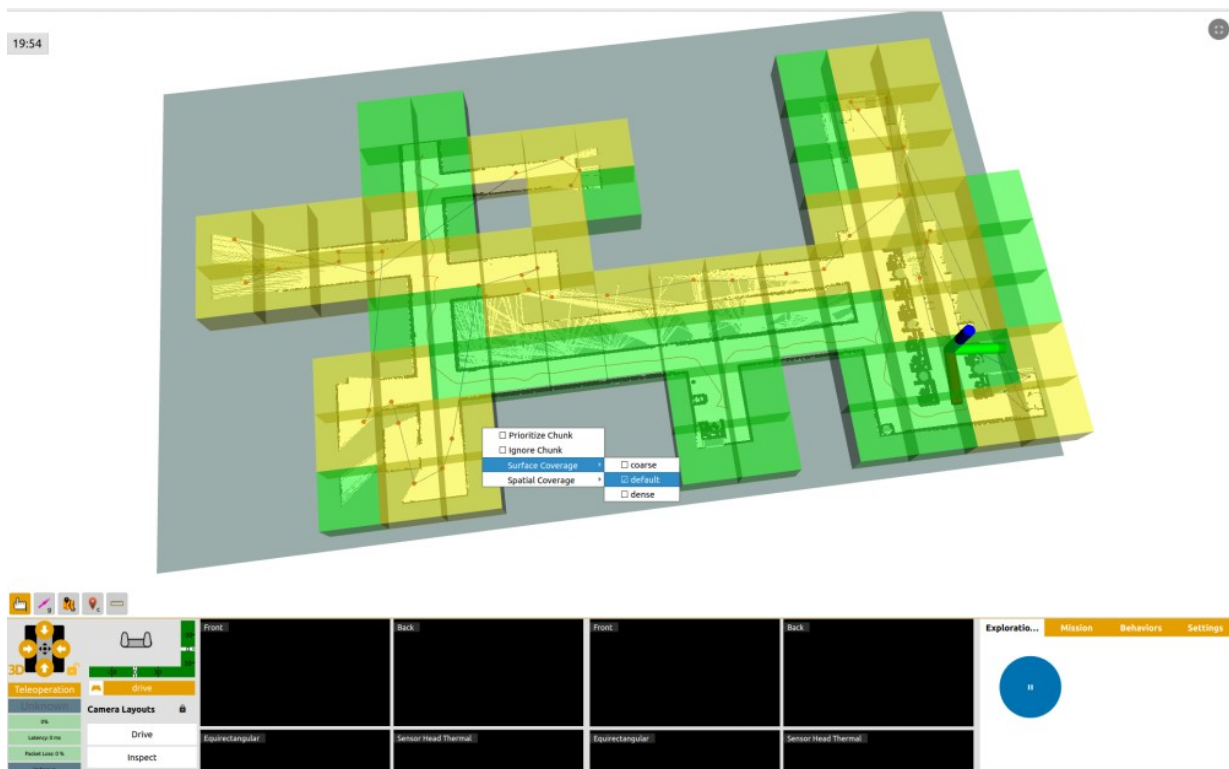 19:54
Prioritize Chunk
Ignore Chunk
Surface Coverage
Spatial Coverage
coarse
default
dense
g
c
3D
Teleoperation
Unknown
0%
Latency: 0 ms
Packet Loss: 0 %
drive
Camera Layouts
Drive
Inspect
Front
Back
Front
Back
Equirectangular
Sensor Head Thermal
Equirectangular
Sensor Head Thermal
Exploratio...
Mission
Behaviors
Settings